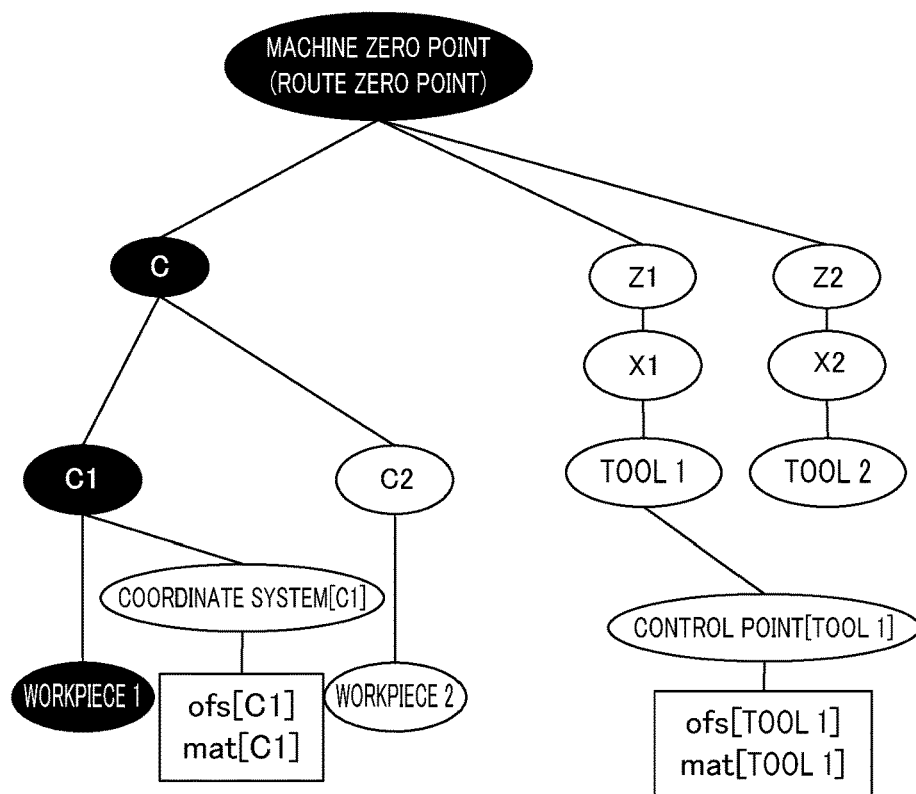 MACHINE ZERO POINT
(ROUTE ZERO POINT)
C
Z1
Z2
X1
X2
C1
C2
TOOL 1
TOOL 2
COORDINATE SYSTEM[C1]
CONTROL POINT[TOOL 1]
WORKPIECE 1
ofs[C1]
mat[C1]
WORKPIECE 2
ofs[TOOL 1]
mat[TOOL 1]